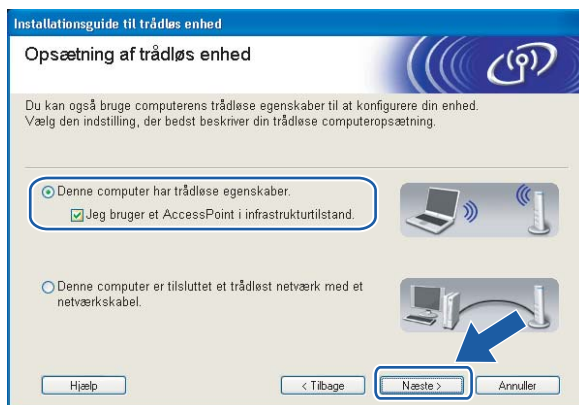 Installationsguide til trådløs enhed
Opsætning af trådløs enhed
Du kan også bruge computerens trådløse egenskaber til at konfigurere din enhed.
Vælg den indstilling, der bedst beskriver din trådløse computeropsætning.
Denne computer har trådløse egenskaber.
Jeg bruger et AccessPoint i infrastrukturtilstand.
Denne computer er tilsluttet et trådløst netværk med et
netværkskabel.
Hjælp
< Tilbage
Næste >
Annuller